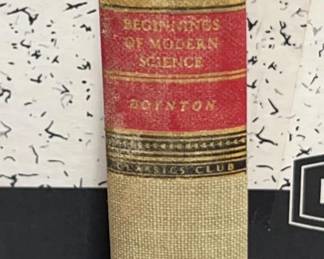 BEGINNINGS
OF MODERN
SCIENCE
BOYNTON
CLASSICS CLUB